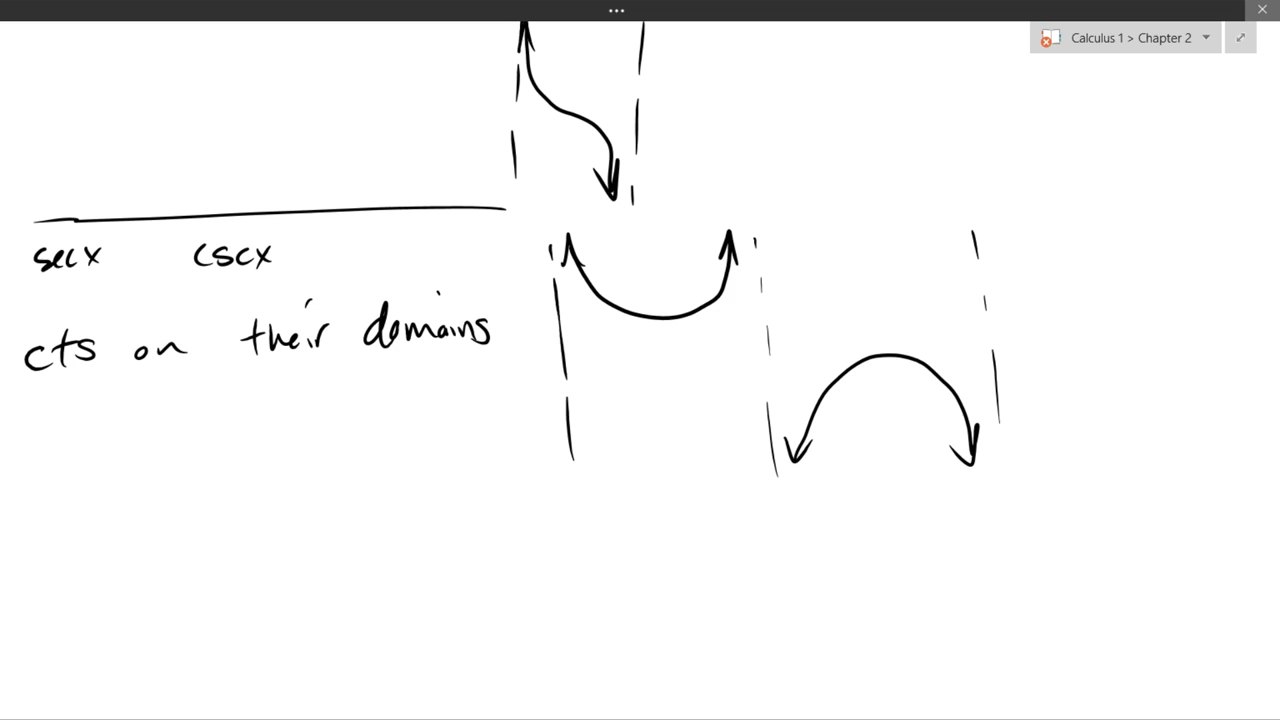 Calculus 1 > Chapter 2
secx cscx
cts on their domains